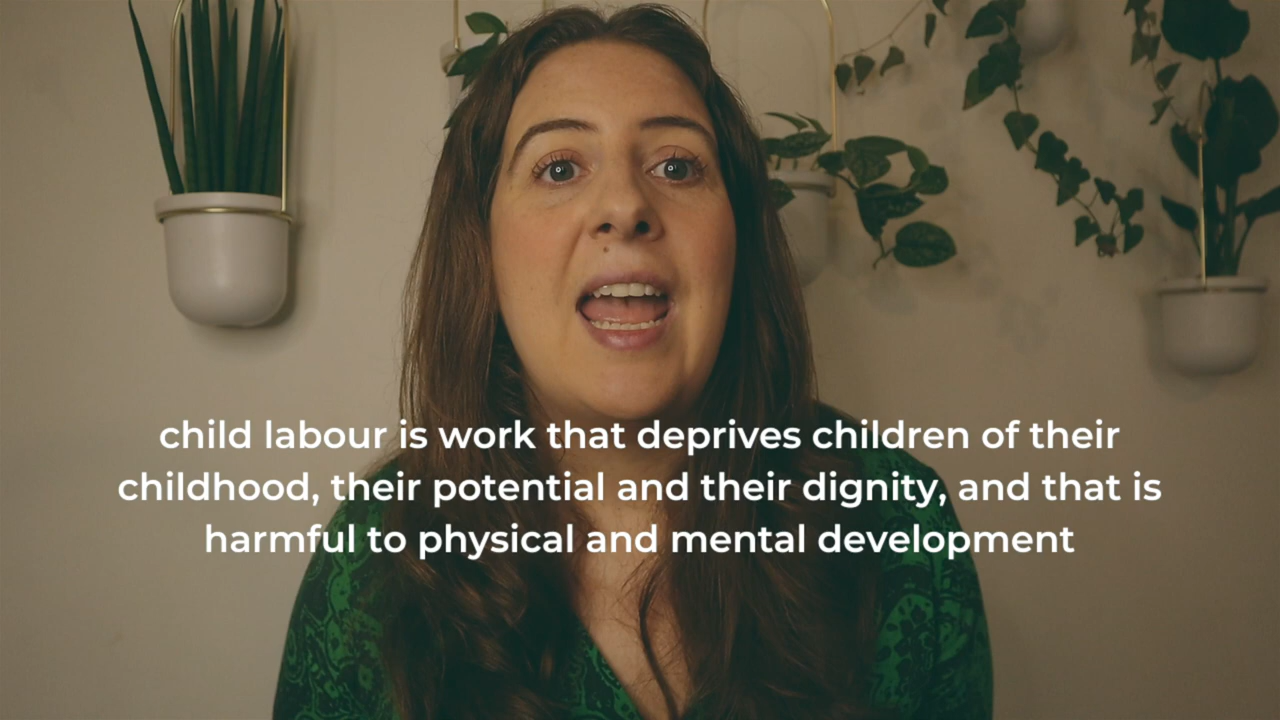 child labour is work that deprives children of their
childhood, their potential and their dignity, and that is
harmful to physical and mental development